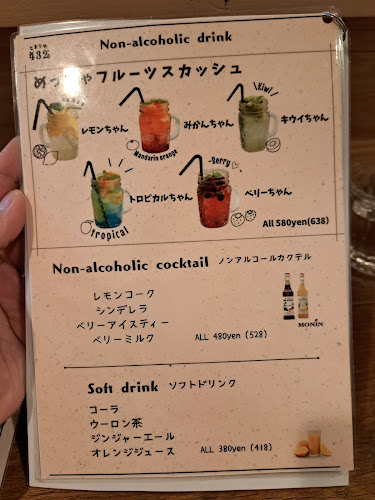 Non-alcoholic drink
めっちゃフルーツスカッシュ
Kiwi
レモンちゃん
みかんちゃん
キウイちゃん
Mandarin orange
Berry
トロピカルちゃん
ベリーちゃん
tropical
All 580yen(638)
Non-alcoholic cocktail ノンアルコールカクテル
レモンコーク
シンデレラ
ベリーアイスティー
ベリーミルク ALL 480yen (528)
MONIN
Soft drink ソフトドリンク
コーラ
ウーロン茶
ジンジャーエール
オレンジジュース ALL 380yen (418)